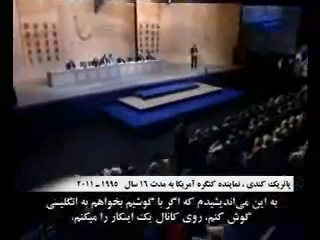 پاتریک کندی ، نماینده کنگره آمریکا به مدت ۱۶ سال ۱۹۹۵ ـ ۲۰۱۱
به این می‌اندیشیدم که اگر با گوشیم بخواهم به انگلیسی
گوش کنم، روی کانال یک اینکار را میکنم،